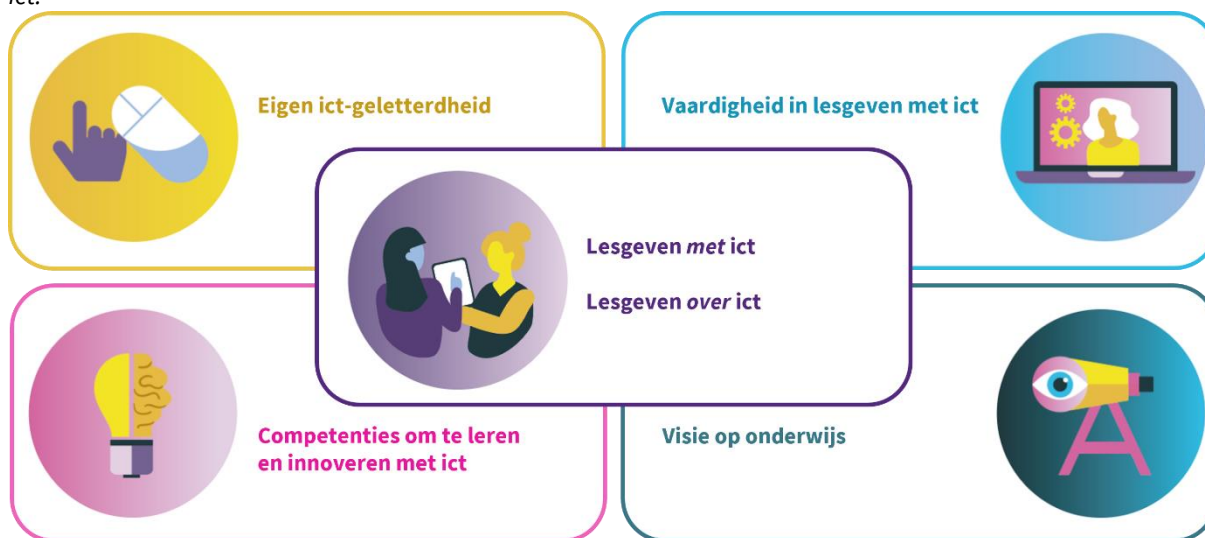 ict.
Eigen ict-geletterdheid
Vaardigheid in lesgeven met ict
Lesgeven met ict
Lesgeven over ict
Competenties om te leren
en innoveren met ict
Visie op onderwijs